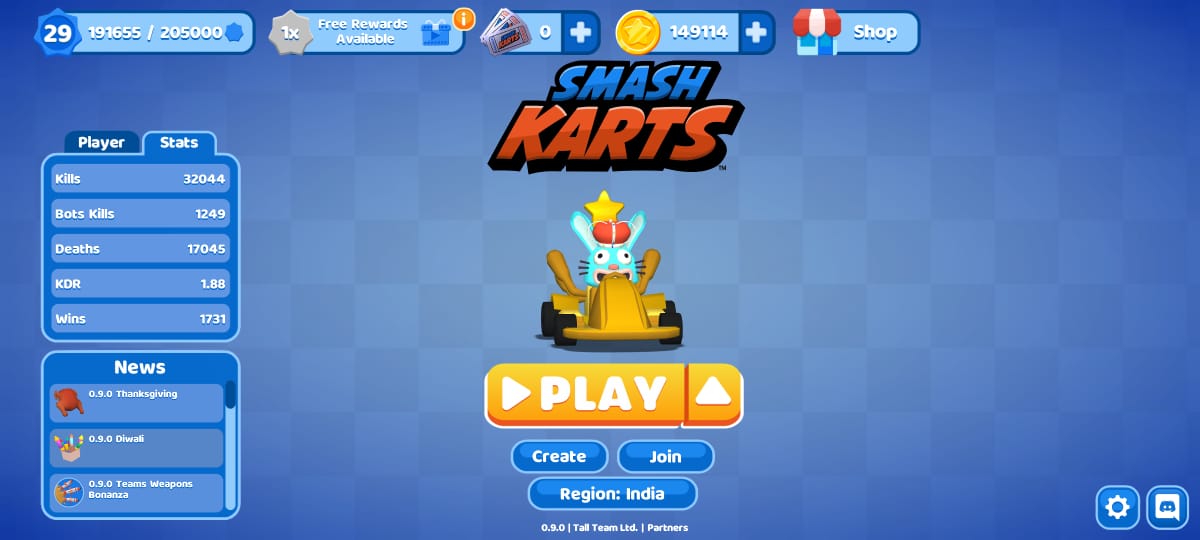 29
191655 / 205000
1x
Free Rewards
Available
i
0
149114
Shop
SMASH
KARTS
TM
Player
Stats
Kills 32044
Bots Kills 1249
Deaths 17045
KDR 1.88
Wins 1731
News
0.9.0 Thanksgiving
0.9.0 Diwali
0.9.0 Teams Weapons
Bonanza
PLAY
Create
Join
Region: India
0.9.0 | Tall Team Ltd. | Partners